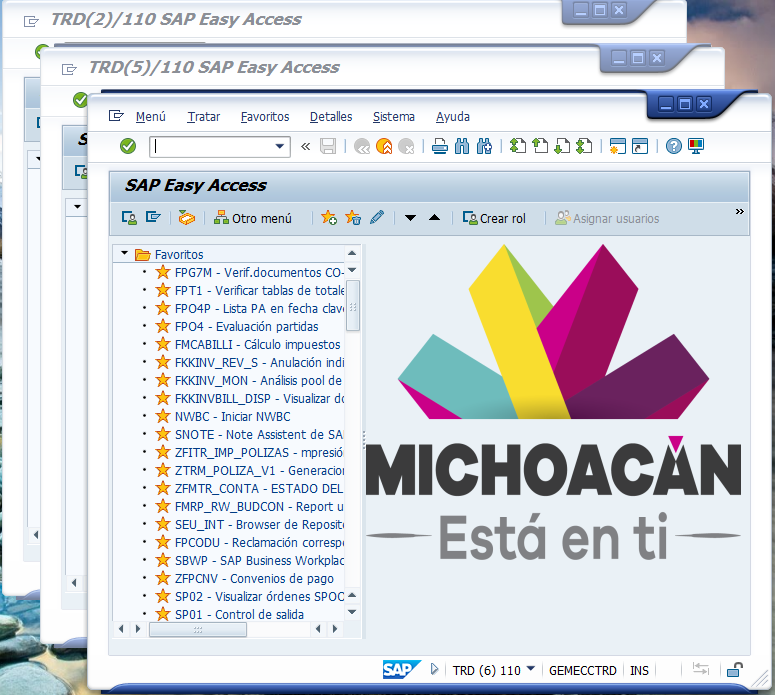 TRD(2)/110 SAP Easy Access
TRD(5)/110 SAP Easy Access
Menú Tratar Favoritos Detalles Sistema Ayuda
SAP Easy Access
Otro menú Crear rol Asignar usuarios
Favoritos
FPG7M - Verif.documentos CO-
FPT1 - Verificar tablas de totale
FPO4P - Lista PA en fecha clav
FPO4 - Evaluación partidas
FMCABILLI - Cálculo impuestos
FKKINV_REV_S - Anulación indi
FKKINV_MON - Análisis pool de
FKKINVBILL_DISP - Visualizar do
NWBC - Iniciar NWBC
SNOTE - Note Assistent de SA
ZFITR_IMP_POLIZAS - mpresió
ZTRM_POLIZA_V1 - Generacion
ZFMTR_CONTA - ESTADO DEL
FMRP_RW_BUDCON - Report u
SEU_INT - Browser de Reposit
FPCODU - Reclamación corresp
SBWP - SAP Business Workplac
ZFPCNV - Convenios de pago
SP02 - Visualizar órdenes SPOO
SP01 - Control de salida
MICHOACÁN
Está en ti
SAP TRD (6) 110 GEMECCTRD INS